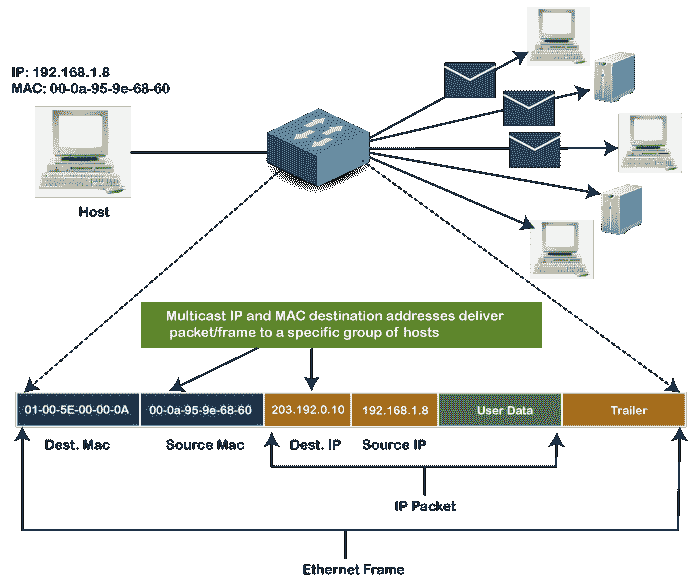 IP: 192.168.1.8
MAC: 00-0a-95-9e-68-60
Host
Multicast IP and MAC destination addresses deliver
packet/frame to a specific group of hosts
01-00-5E-00-00-0A 00-0a-95-9e-68-60 203.192.0.10 192.168.1.8 User Data Trailer
Dest. Mac Source Mac Dest. IP Source IP
IP Packet
Ethernet Frame